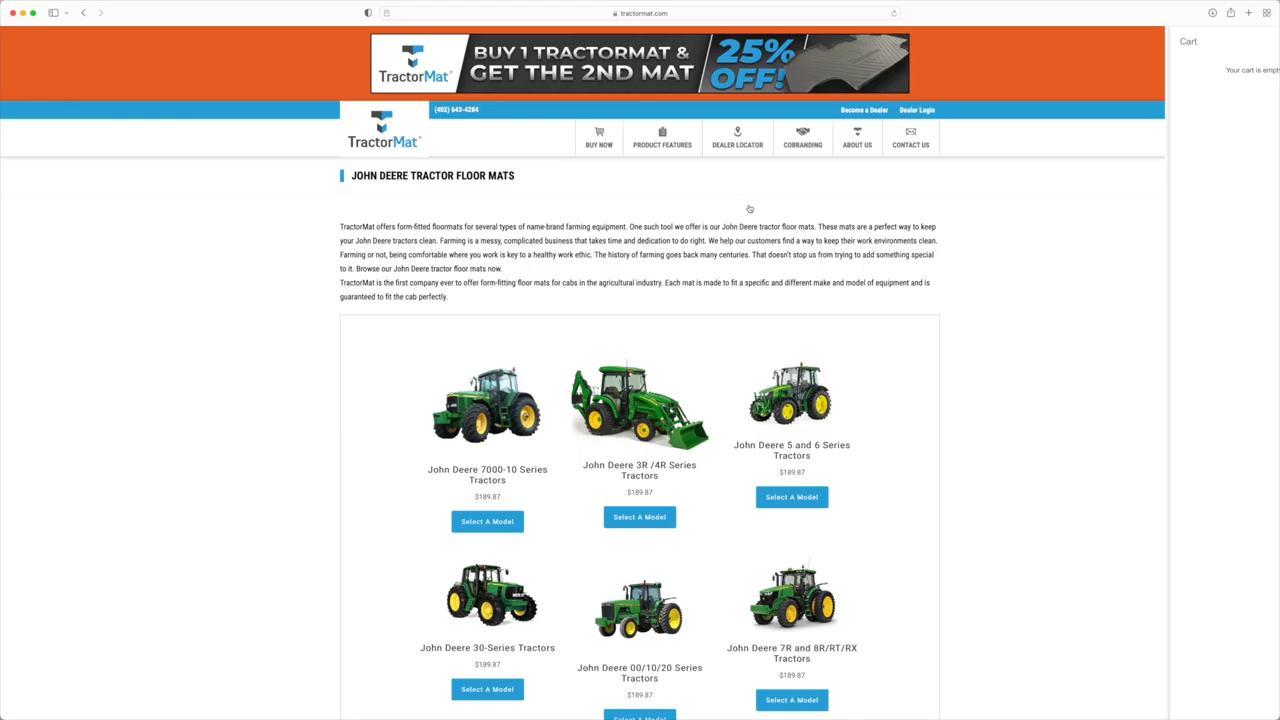 tractormat.com
Cart
Your cart is empty
TractorMat®
BUY 1 TRACTORMAT &
GET THE 2ND MAT
25%
OFF!
TractorMat®
(402) 643-4284
Become a Dealer
Dealer Login
BUY NOW
PRODUCT FEATURES
DEALER LOCATOR
COBRANDING
ABOUT US
CONTACT US
JOHN DEERE TRACTOR FLOOR MATS
TractorMat offers form-fitted floormats for several types of name-brand farming equipment. One such tool we offer is our John Deere tractor floor mats. These mats are a perfect way to keep
your John Deere tractors clean. Farming is a messy, complicated business that takes time and dedication to do right. We help our customers find a way to keep their work environments clean.
Farming or not, being comfortable where you work is key to a healthy work ethic. The history of farming goes back many centuries. That doesn't stop us from trying to add something special
to it. Browse our John Deere tractor floor mats now.
TractorMat is the first company ever to offer form-fitting floor mats for cabs in the agricultural industry. Each mat is made to fit a specific and different make and model of equipment and is
guaranteed to fit the cab perfectly.
John Deere 7000-10 Series
Tractors
$189.87
Select A Model
John Deere 3R /4R Series
Tractors
$189.87
Select A Model
John Deere 5 and 6 Series
Tractors
$189.87
Select A Model
John Deere 30-Series Tractors
$189.87
Select A Model
John Deere 00/10/20 Series
Tractors
$189.87
Select A Model
John Deere 7R and 8R/RT/RX
Tractors
$189.87
Select A Model